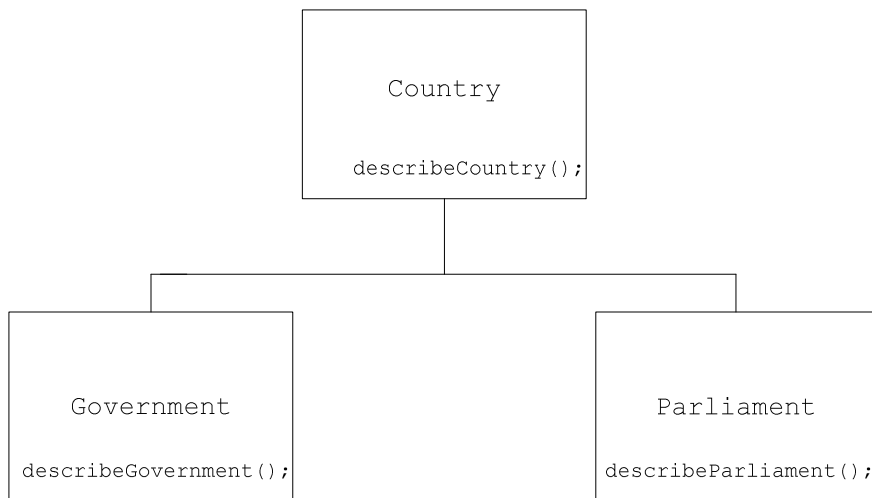 Country
describeCountry();
Government
describeGovernment();
Parliament
describeParliament();